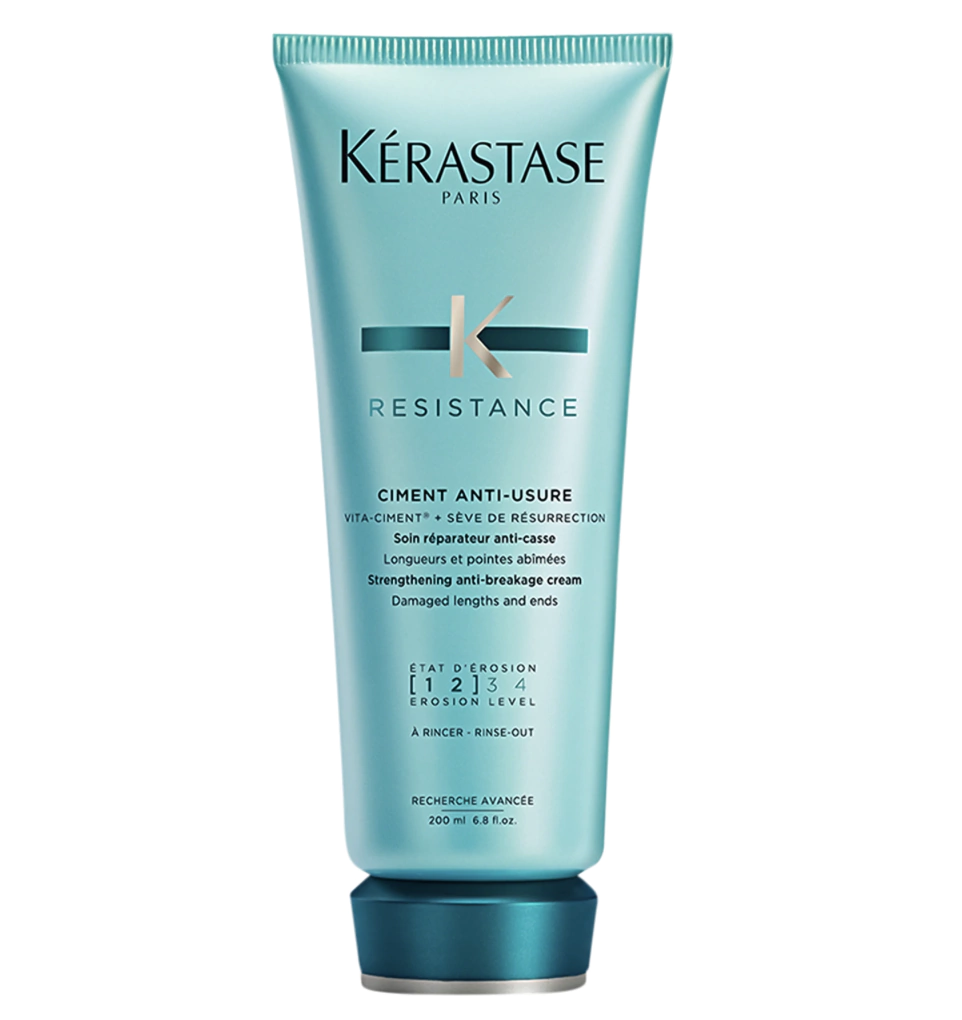 KÉRASTASE
PARIS
K
RESISTANCE
CIMENT ANTI-USURE
VITA-CIMENT® + SÈVE DE RÉSURRECTION
Soin réparateur anti-casse
Longueurs et pointes abîmées
Strengthening anti-breakage cream
Damaged lengths and ends
ÉTAT D'ÉROSION
[1 2]3 4
EROSION LEVEL
À RINCER - RINSE-OUT
RECHERCHE AVANCÉE
200 ml 6.8 fl.oz.